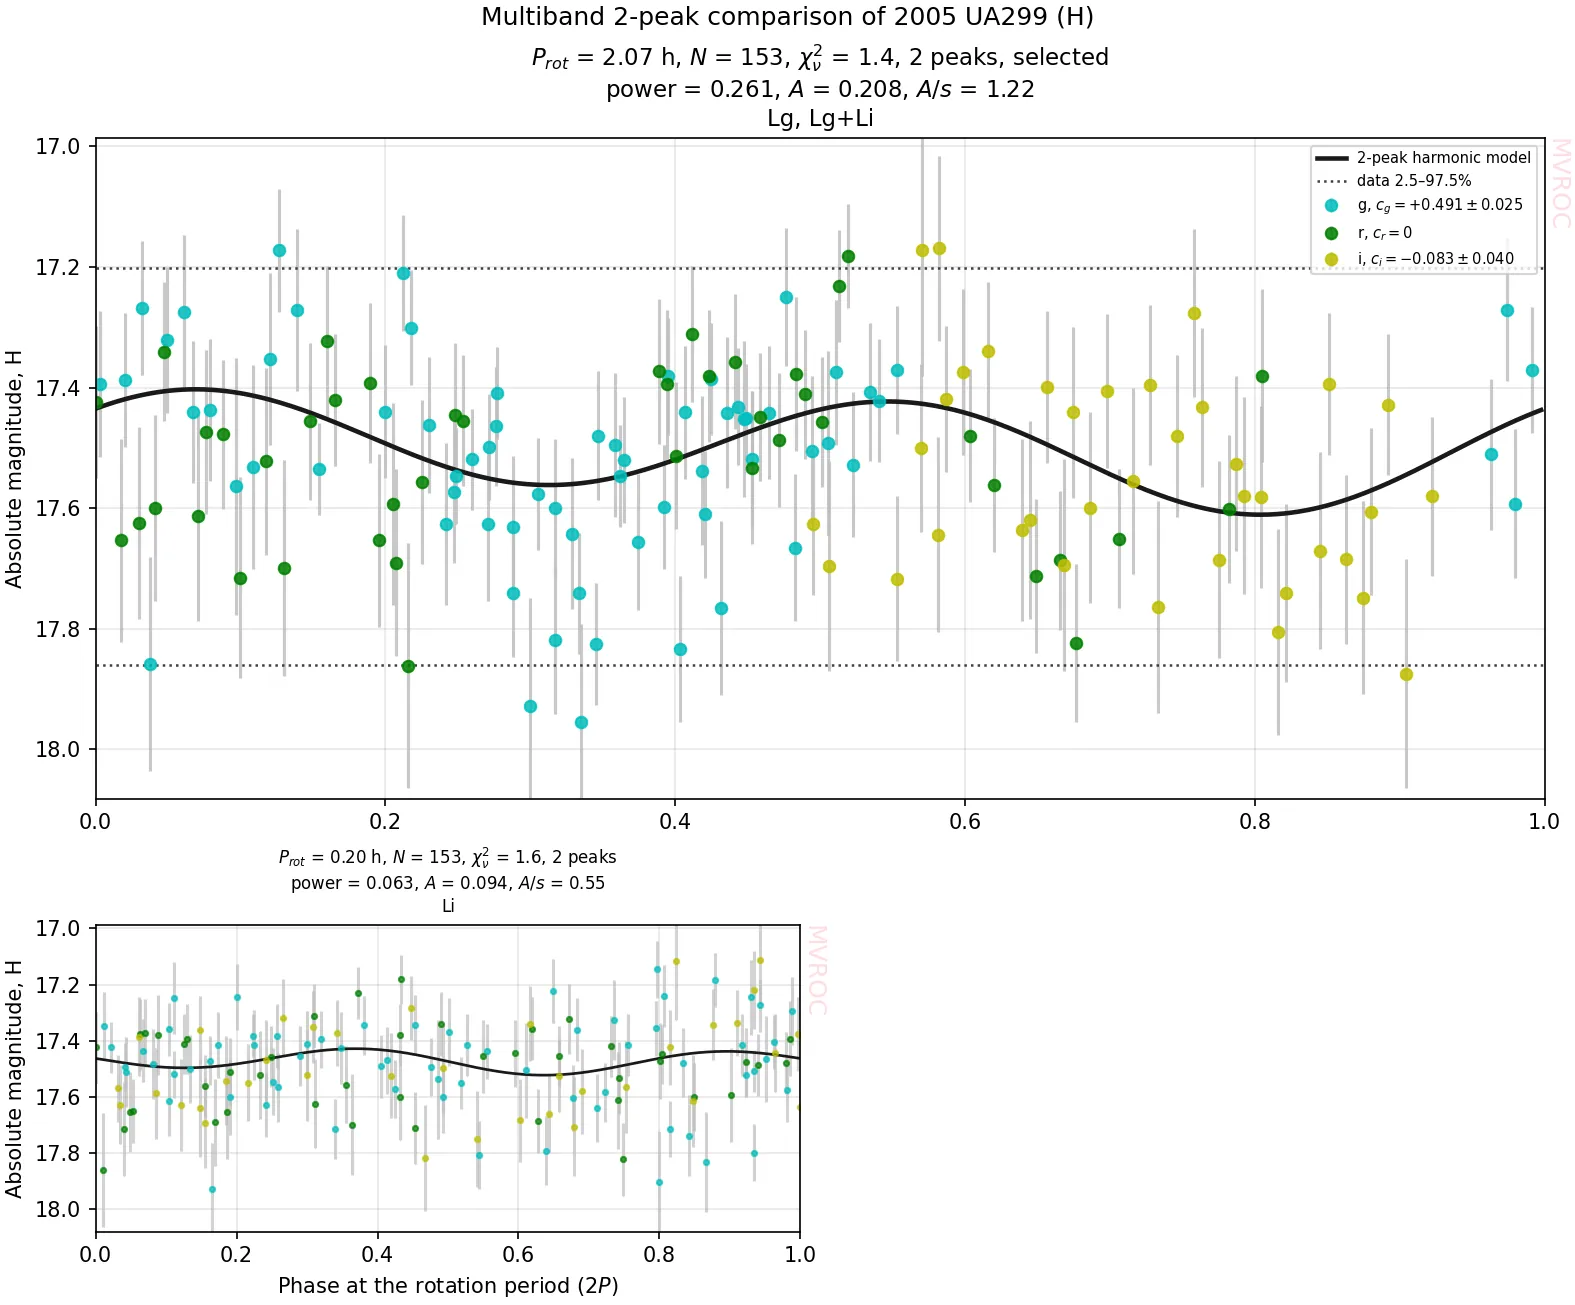 Multiband 2-peak comparison of 2005 UA299 (H)
P_rot = 2.07 h, N = 153, χ²_ν = 1.4, 2 peaks, selected
power = 0.261, A = 0.208, A/s = 1.22
Lg, Lg+Li
MVROC
2-peak harmonic model
data 2.5–97.5%
g, c_g = +0.491 ± 0.025
r, c_r = 0
i, c_i = −0.083 ± 0.040
Absolute magnitude, H
17.0
17.2
17.4
17.6
17.8
18.0
0.0 0.2 0.4 0.6 0.8 1.0
P_rot = 0.20 h, N = 153, χ²_ν = 1.6, 2 peaks
power = 0.063, A = 0.094, A/s = 0.55
Li
MVROC
Absolute magnitude, H
17.0
17.2
17.4
17.6
17.8
18.0
0.0 0.2 0.4 0.6 0.8 1.0
Phase at the rotation period (2P)